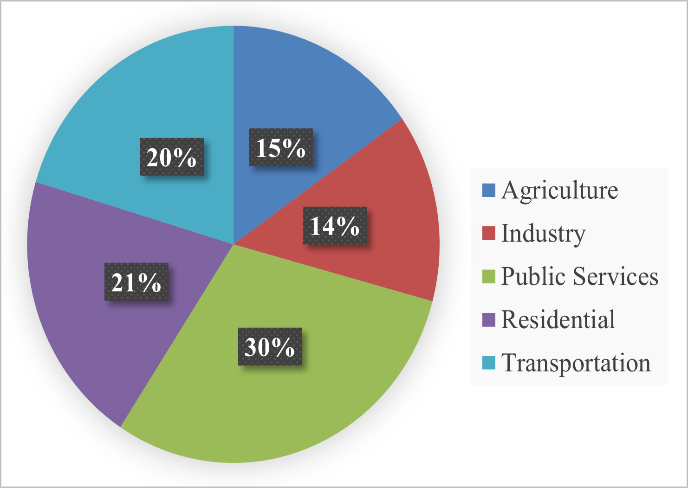 20%
15%
14%
21%
30%
Agriculture
Industry
Public Services
Residential
Transportation